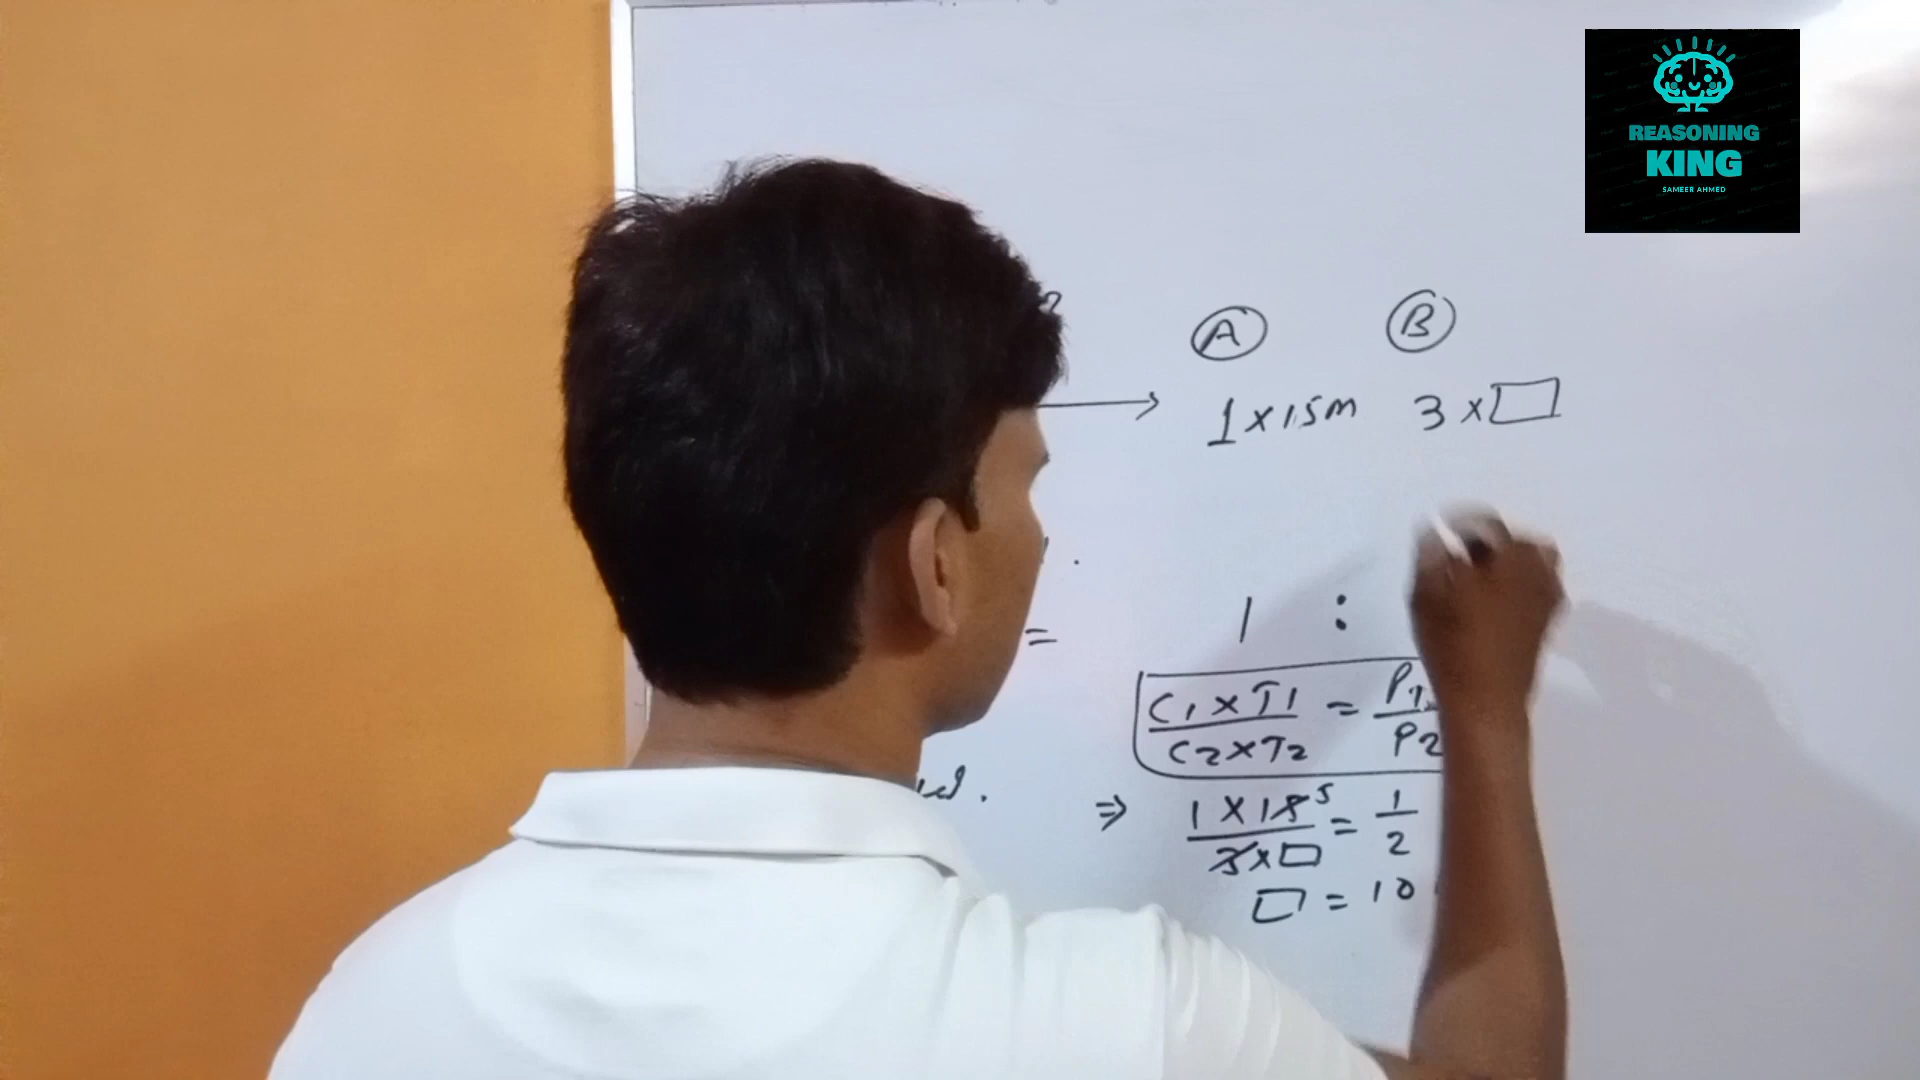 REASONING
KING
SAMEER AHMED
?
A B
1 x 15m 3 x □
1 :
=
C1 x T1 / C2 x T2 = P1 / P2
⇒ 1 x 15 5 / 3 x □ = 1 / 2
□ = 10